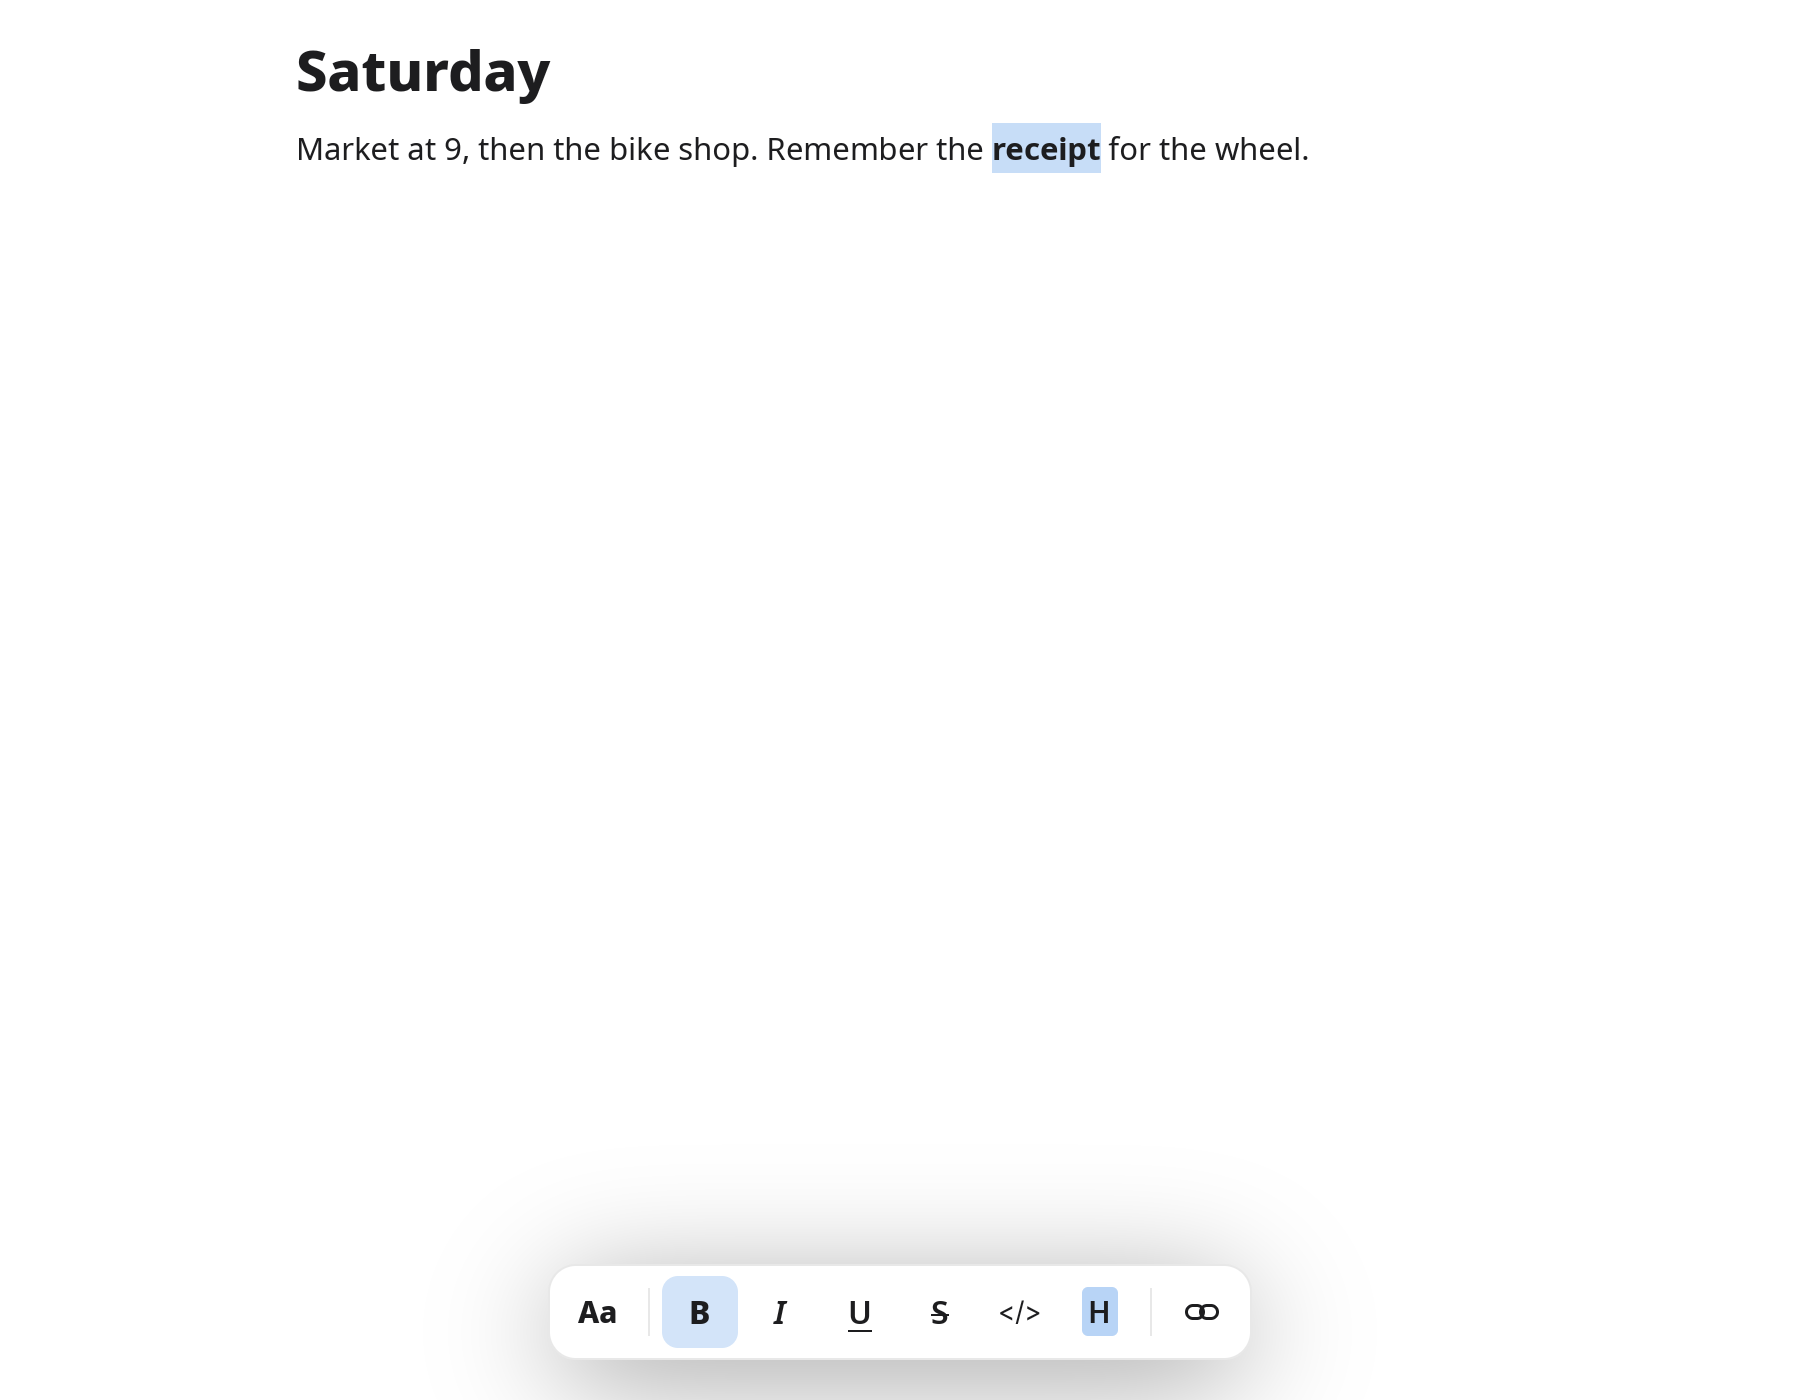 Saturday
Market at 9, then the bike shop. Remember the receipt for the wheel.
Aa B I U S </> H